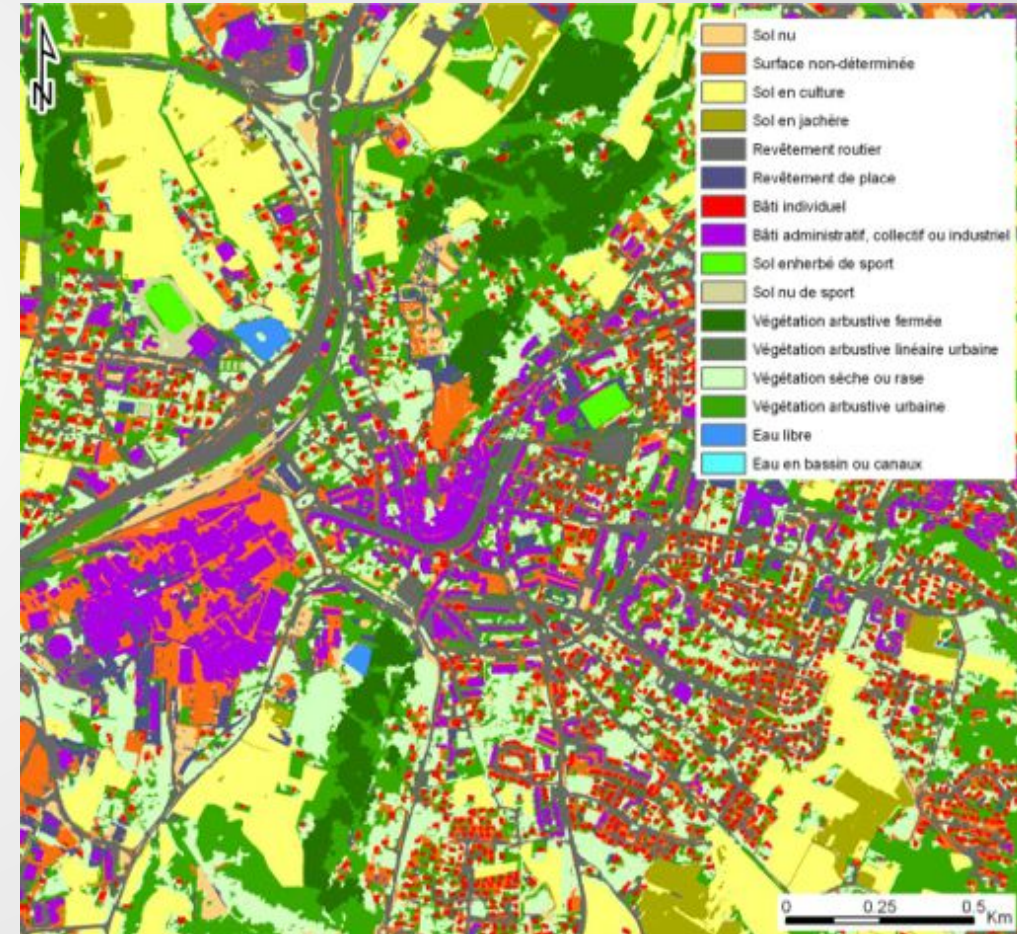 N
Sol nu
Surface non-déterminée
Sol en culture
Sol en jachère
Revêtement routier
Revêtement de place
Bâti individuel
Bâti administratif, collectif ou industriel
Sol enherbé de sport
Sol nu de sport
Végétation arbustive fermée
Végétation arbustive linéaire urbaine
Végétation sèche ou rase
Végétation arbustive urbaine
Eau libre
Eau en bassin ou canaux
0 0.25 0.5 Km